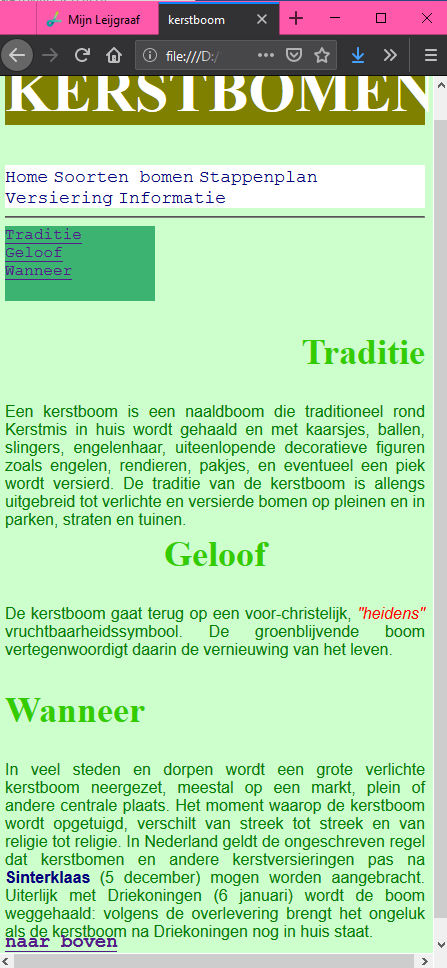 Mijn Leijgraaf
kerstboom
file:///D:/
KERSTBOMEN
Home Soorten bomen Stappenplan
Versiering Informatie
Traditie
Geloof
Wanneer
Traditie
Een kerstboom is een naaldboom die traditioneel rond
Kerstmis in huis wordt gehaald en met kaarsjes, ballen,
slingers, engelenhaar, uiteenlopende decoratieve figuren
zoals engelen, rendieren, pakjes, en eventueel een piek
wordt versierd. De traditie van de kerstboom is allengs
uitgebreid tot verlichte en versierde bomen op pleinen en in
parken, straten en tuinen.
Geloof
De kerstboom gaat terug op een voor-christelijk, "heidens"
vruchtbaarheidssymbool. De groenblijvende boom
vertegenwoordigt daarin de vernieuwing van het leven.
Wanneer
In veel steden en dorpen wordt een grote verlichte
kerstboom neergezet, meestal op een markt, plein of
andere centrale plaats. Het moment waarop de kerstboom
wordt opgetuigd, verschilt van streek tot streek en van
religie tot religie. In Nederland geldt de ongeschreven regel
dat kerstbomen en andere kerstversieringen pas na
Sinterklaas (5 december) mogen worden aangebracht.
Uiterlijk met Driekoningen (6 januari) wordt de boom
weggehaald: volgens de overlevering brengt het ongeluk
als de kerstboom na Driekoningen nog in huis staat.
naar boven